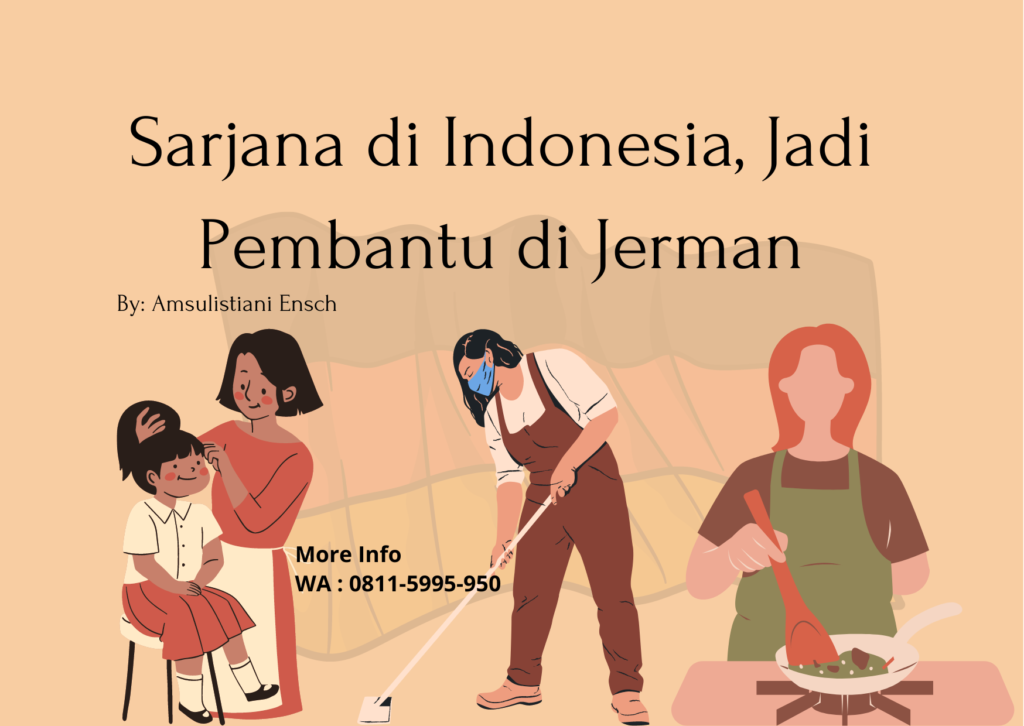 Sarjana di Indonesia, Jadi
Pembantu di Jerman
By: Amsulistiani Ensch
More Info
WA : 0811-5995-950